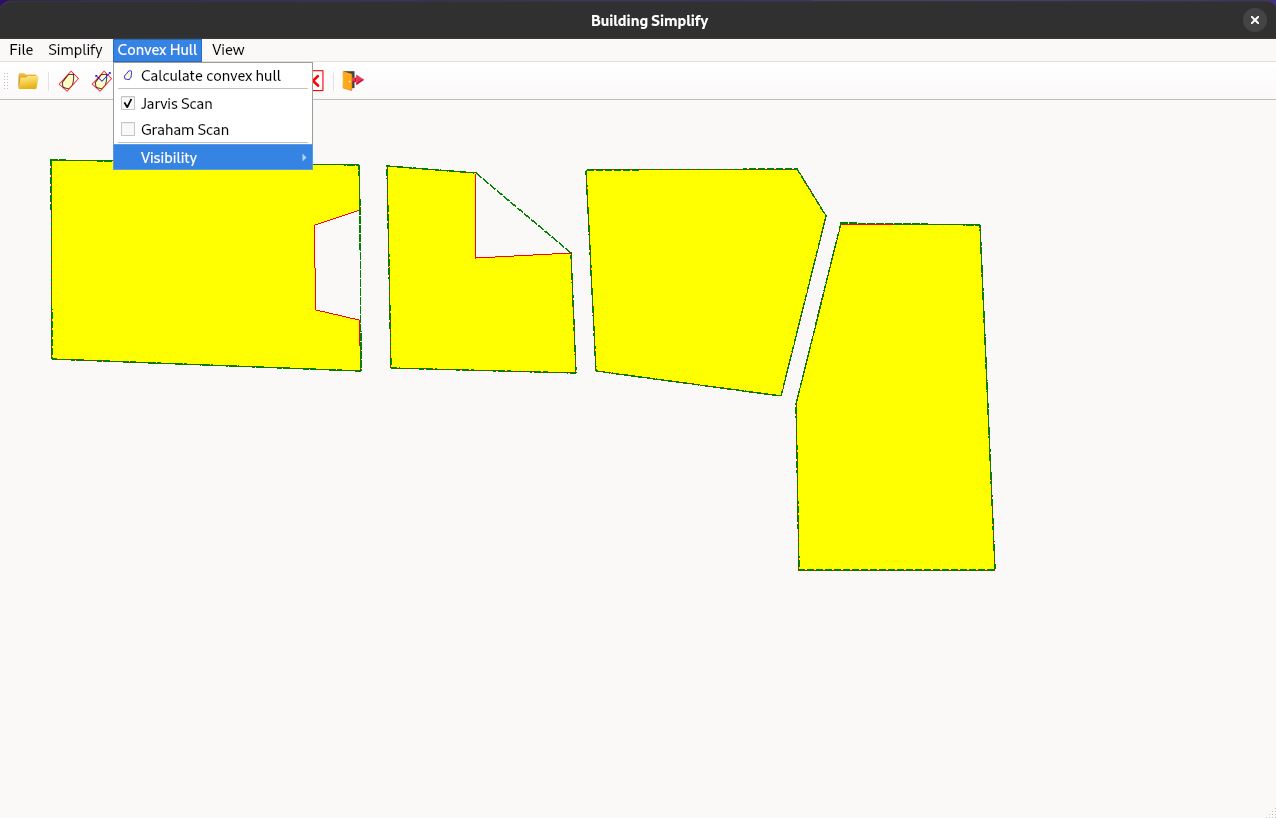 Building Simplify
File Simplify Convex Hull View
Calculate convex hull
Jarvis Scan
Graham Scan
Visibility